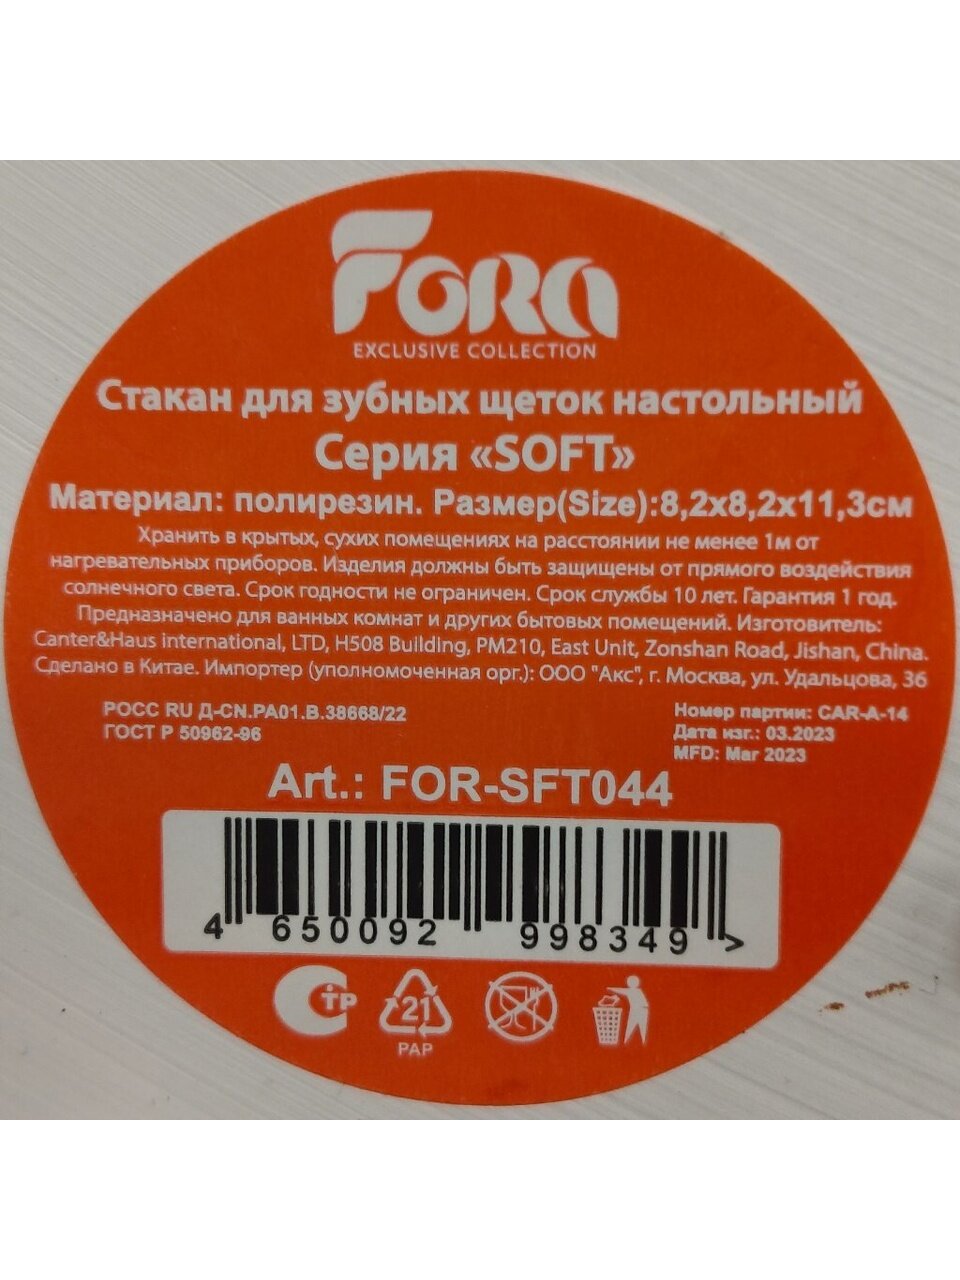 FORA
EXCLUSIVE COLLECTION
Стакан для зубных щеток настольный
Серия «SOFT»
Материал: полирезин. Размер(Size):8,2х8,2х11,3см
Хранить в крытых, сухих помещениях на расстоянии не менее 1м от
нагревательных приборов. Изделия должны быть защищены от прямого воздействия
солнечного света. Срок годности не ограничен. Срок службы 10 лет. Гарантия 1 год.
Предназначено для ванных комнат и других бытовых помещений. Изготовитель:
Canter&Haus international, LTD, H508 Building, PM210, East Unit, Zonshan Road, Jishan, China.
Сделано в Китае. Импортер (уполномоченная орг.): ООО "Акс", г. Москва, ул. Удальцова, 36
РОСС RU Д-CN.РА01.В.38668/22
ГОСТ Р 50962-96
Номер партии: CAR-A-14
Дата изг.: 03.2023
MFD: Mar 2023
Art.: FOR-SFT044
4 650092 998349 >
СТР
21
PAP